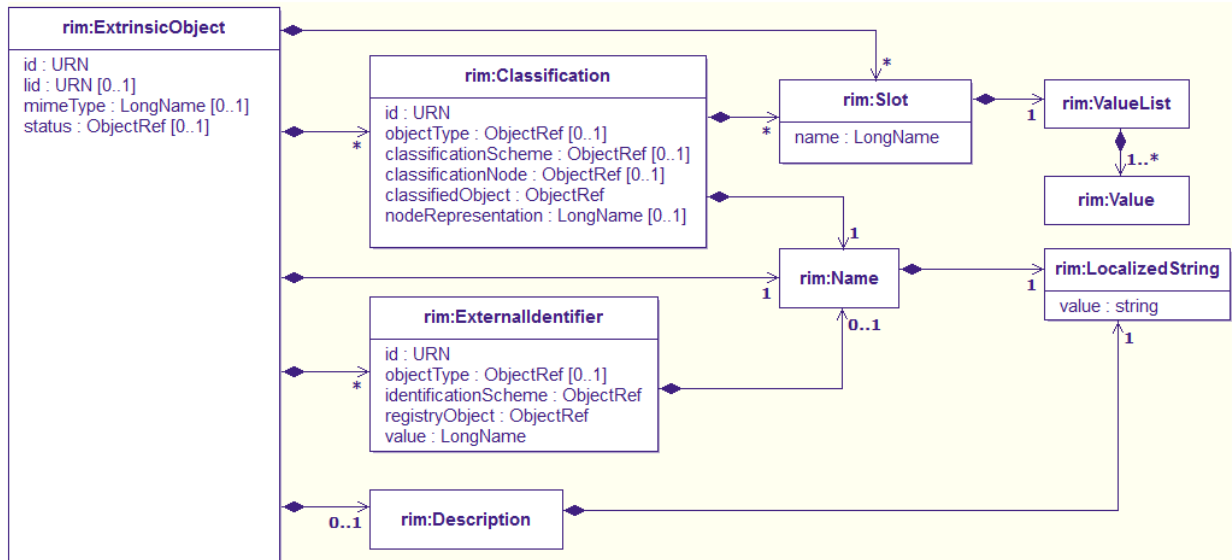 rim:ExtrinsicObject
id : URN
lid : URN [0..1]
mimeType : LongName [0..1]
status : ObjectRef [0..1]
*
rim:Classification
id : URN
objectType : ObjectRef [0..1]
classificationScheme : ObjectRef [0..1]
classificationNode : ObjectRef [0..1]
classifiedObject : ObjectRef
nodeRepresentation : LongName [0..1]
*
*
rim:Slot
name : LongName
1
rim:ValueList
1..*
rim:Value
1
1
rim:Name
0..1
1
rim:LocalizedString
value : string
1
*
rim:ExternalIdentifier
id : URN
objectType : ObjectRef [0..1]
identificationScheme : ObjectRef
registryObject : ObjectRef
value : LongName
0..1
rim:Description